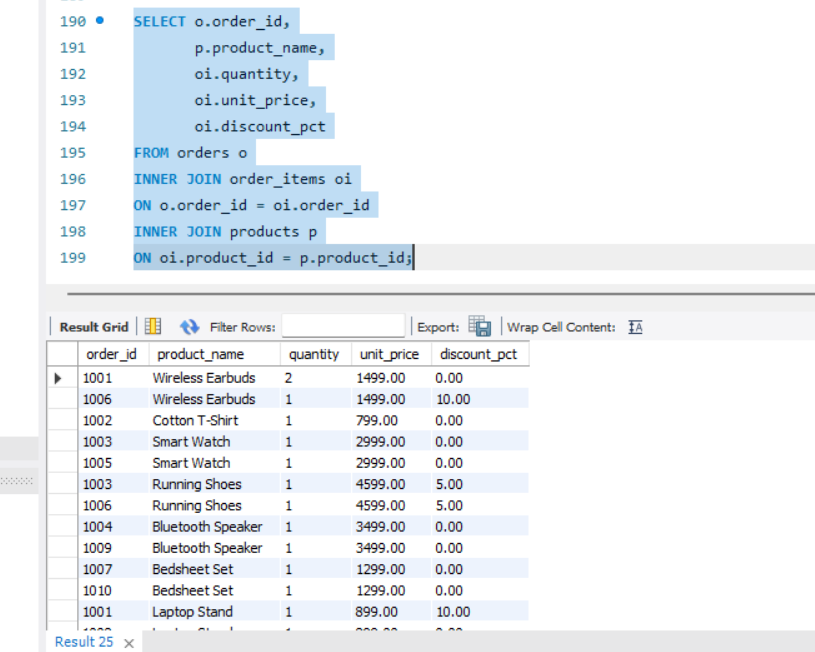 190 SELECT o.order_id,
191 p.product_name,
192 oi.quantity,
193 oi.unit_price,
194 oi.discount_pct
195 FROM orders o
196 INNER JOIN order_items oi
197 ON o.order_id = oi.order_id
198 INNER JOIN products p
199 ON oi.product_id = p.product_id;
Result Grid Filter Rows: Export: Wrap Cell Content: IA
order_id product_name quantity unit_price discount_pct
1001 Wireless Earbuds 2 1499.00 0.00
1006 Wireless Earbuds 1 1499.00 10.00
1002 Cotton T-Shirt 1 799.00 0.00
1003 Smart Watch 1 2999.00 0.00
1005 Smart Watch 1 2999.00 0.00
1003 Running Shoes 1 4599.00 5.00
1006 Running Shoes 1 4599.00 5.00
1004 Bluetooth Speaker 1 3499.00 0.00
1009 Bluetooth Speaker 1 3499.00 0.00
1007 Bedsheet Set 1 1299.00 0.00
1010 Bedsheet Set 1 1299.00 0.00
1001 Laptop Stand 1 899.00 10.00
Result 25